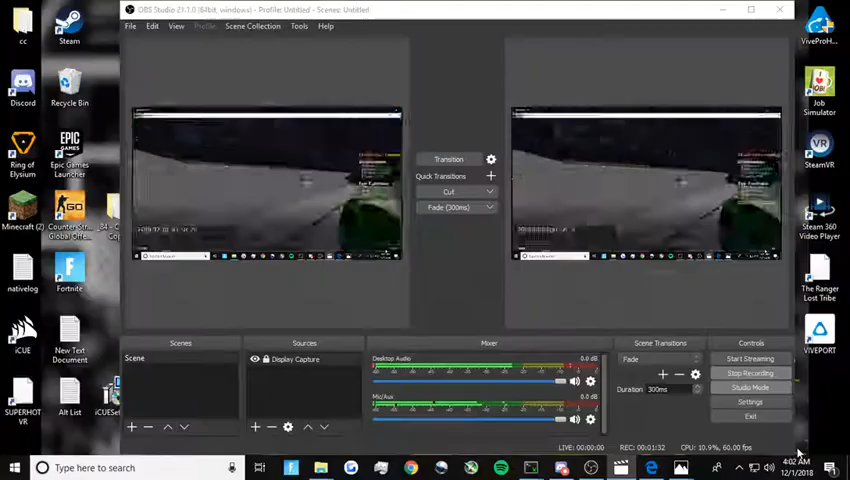 OBS Studio 21.1.0 (64bit, windows) - Profile: Untitled - Scenes: Untitled
File Edit View Profile Scene Collection Tools Help
cc
Steam
Discord
Recycle Bin
Ring of
Elysium
Epic Games
Launcher
Minecraft (2)
Counter-Strike
Global Offe...
nativelog
Fortnite
iCUE
New Text
Document
SUPERHOT
VR
Alt List
ViveProH...
Job
Simulator
SteamVR
Steam 360
Video Player
The Ranger
Lost Tribe
VIVEPORT
Transition
Quick Transitions
Cut
Fade (300ms)
Scenes
Scene
Sources
Display Capture
Mixer
Desktop Audio 0.0 dB
Mic/Aux 0.0 dB
Scene Transitions
Fade
Duration 300ms
Controls
Start Streaming
Stop Recording
Studio Mode
Settings
Exit
LIVE: 00:00:00 REC: 00:01:32 CPU: 10.9%, 60.00 fps
Type here to search
4:02 AM
12/1/2018